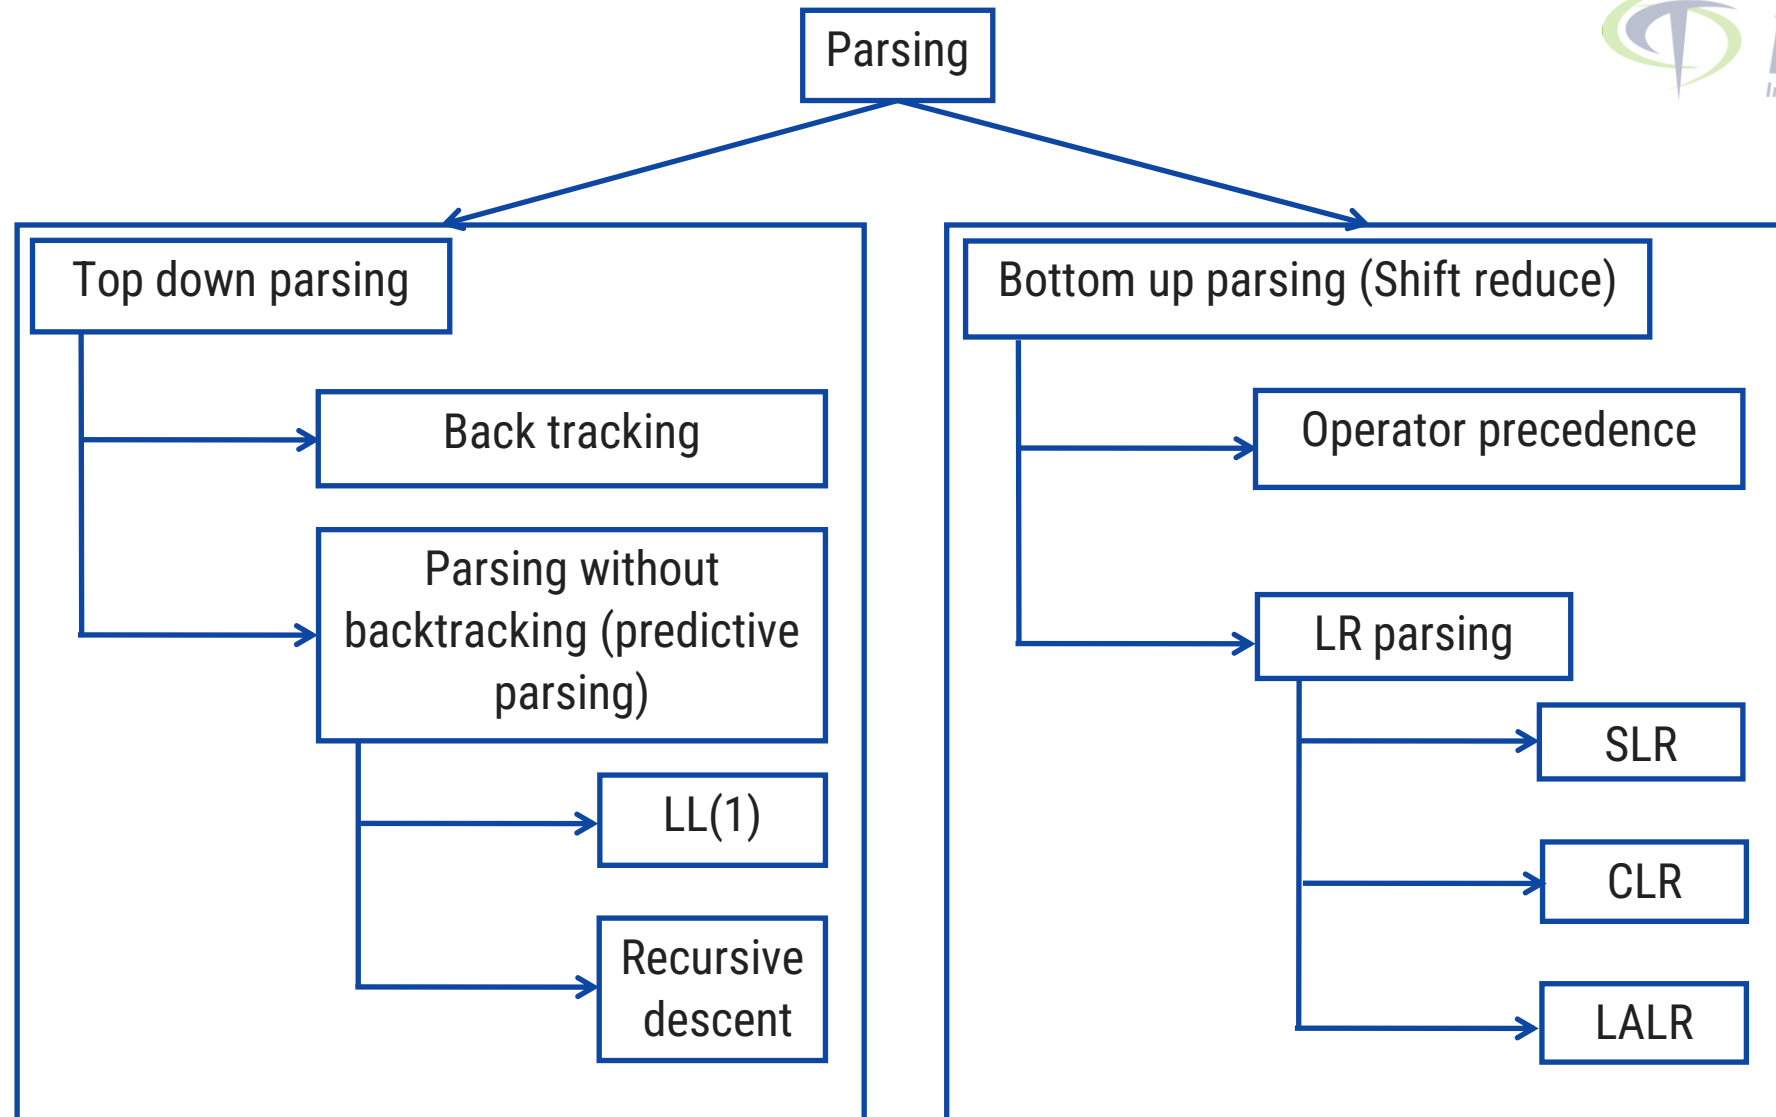 Parsing
Top down parsing
Back tracking
Parsing without
backtracking (predictive
parsing)
LL(1)
Recursive
descent
Bottom up parsing (Shift reduce)
Operator precedence
LR parsing
SLR
CLR
LALR